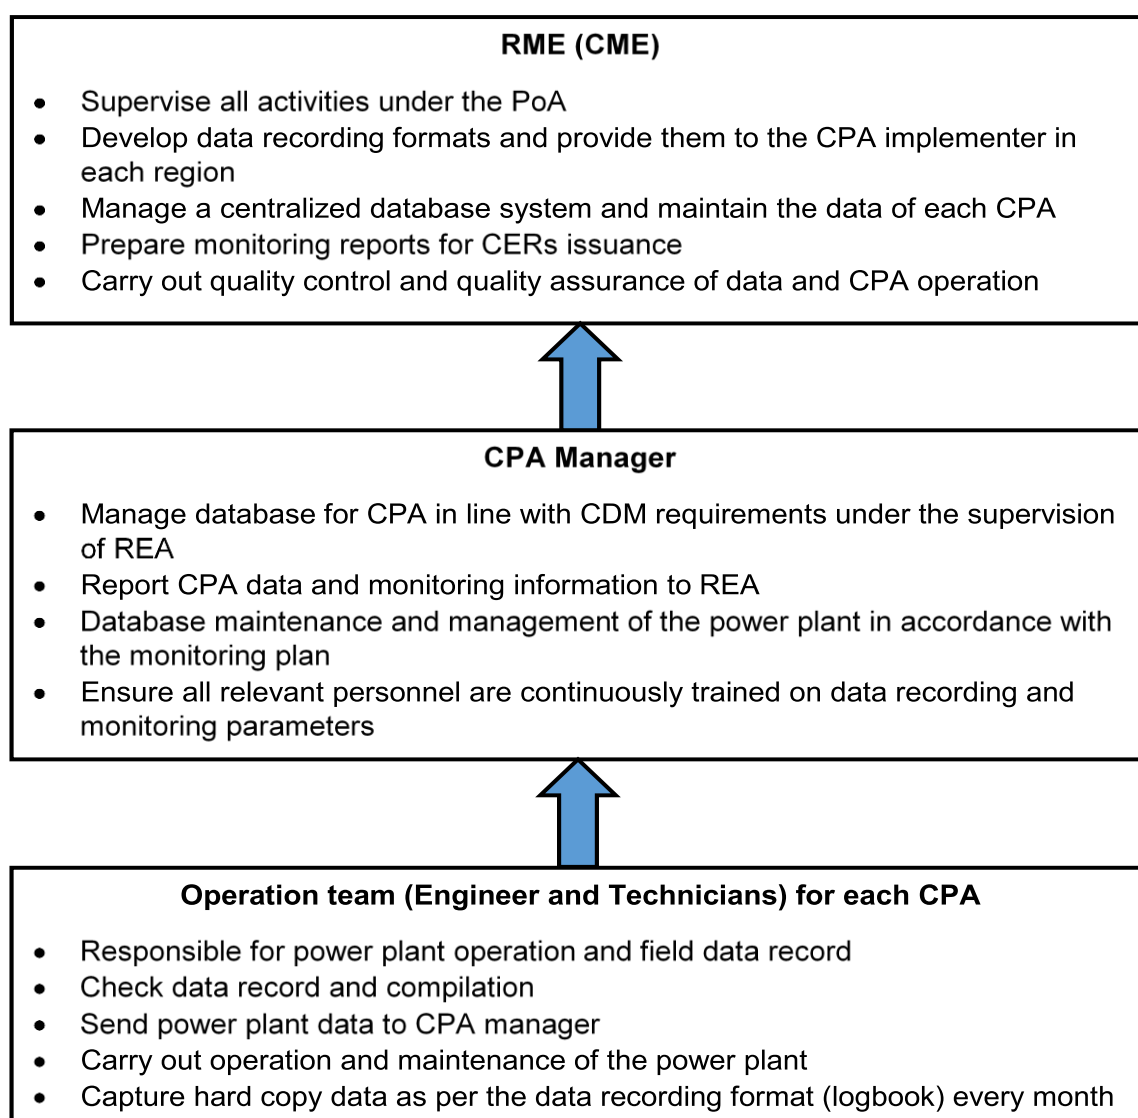 RME (CME)
• Supervise all activities under the PoA
• Develop data recording formats and provide them to the CPA implementer in
each region
• Manage a centralized database system and maintain the data of each CPA
• Prepare monitoring reports for CERs issuance
• Carry out quality control and quality assurance of data and CPA operation
CPA Manager
• Manage database for CPA in line with CDM requirements under the supervision
of REA
• Report CPA data and monitoring information to REA
• Database maintenance and management of the power plant in accordance with
the monitoring plan
• Ensure all relevant personnel are continuously trained on data recording and
monitoring parameters
Operation team (Engineer and Technicians) for each CPA
• Responsible for power plant operation and field data record
• Check data record and compilation
• Send power plant data to CPA manager
• Carry out operation and maintenance of the power plant
• Capture hard copy data as per the data recording format (logbook) every month